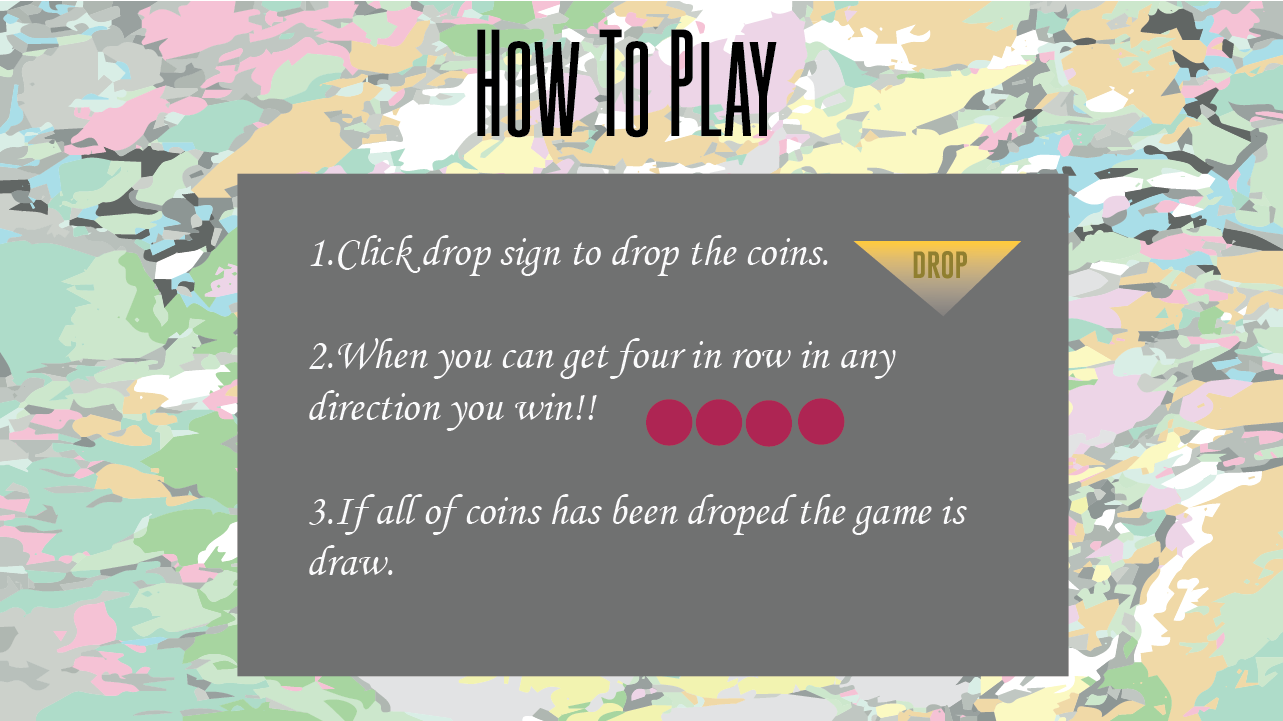 How To Play
1.Click drop sign to drop the coins.
DROP
2.When you can get four in row in any
direction you win!!
3.If all of coins has been droped the game is
draw.